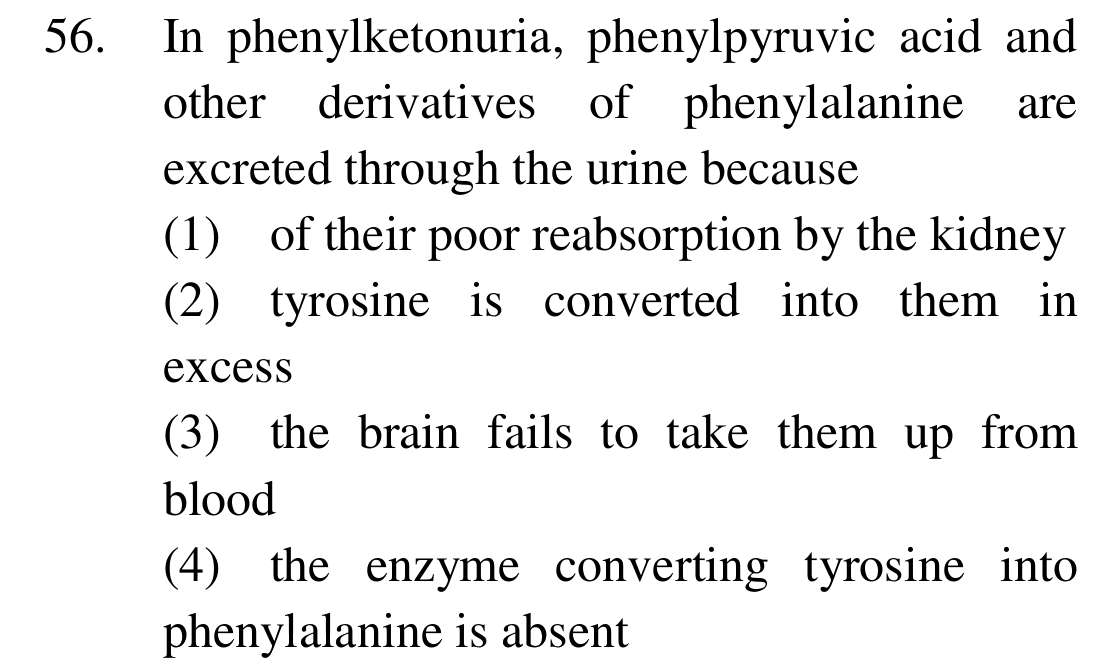 56. In phenylketonuria, phenylpyruvic acid and
other derivatives of phenylalanine are
excreted through the urine because
(1) of their poor reabsorption by the kidney
(2) tyrosine is converted into them in
excess
(3) the brain fails to take them up from
blood
(4) the enzyme converting tyrosine into
phenylalanine is absent